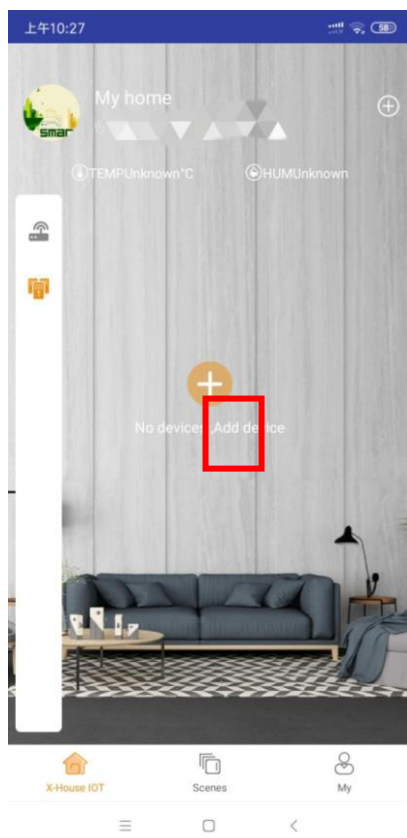 上午10:27
58
My home
smar
TEMPUnknown°C
HUMUnknown
No devices ,Add device
X-House IOT
Scenes
My